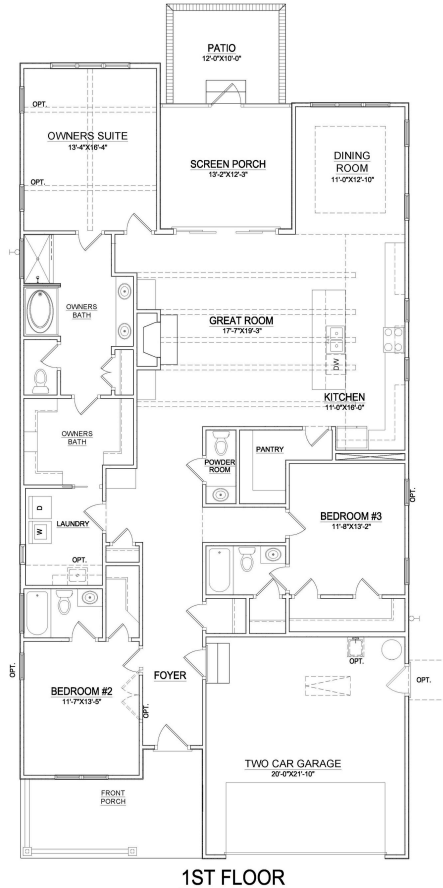 PATIO
12'-0"X10'-0"
OPT.
OWNERS SUITE
13'-4"X16'-4"
OPT.
SCREEN PORCH
13'-2"X12'-3"
DINING
ROOM
11'-0"X12'-10"
OWNERS
BATH
GREAT ROOM
17'-7"X19'-3"
DW
KITCHEN
11'-0"X16'-0"
OWNERS
BATH
POWDER
ROOM
PANTRY
D
W
LAUNDRY
OPT.
BEDROOM #3
11'-8"X13'-2"
OPT.
OPT.
BEDROOM #2
11'-7"X13'-5"
OPT.
FOYER
OPT.
OPT.
TWO CAR GARAGE
20'-0"X21'-10"
FRONT
PORCH
1ST FLOOR